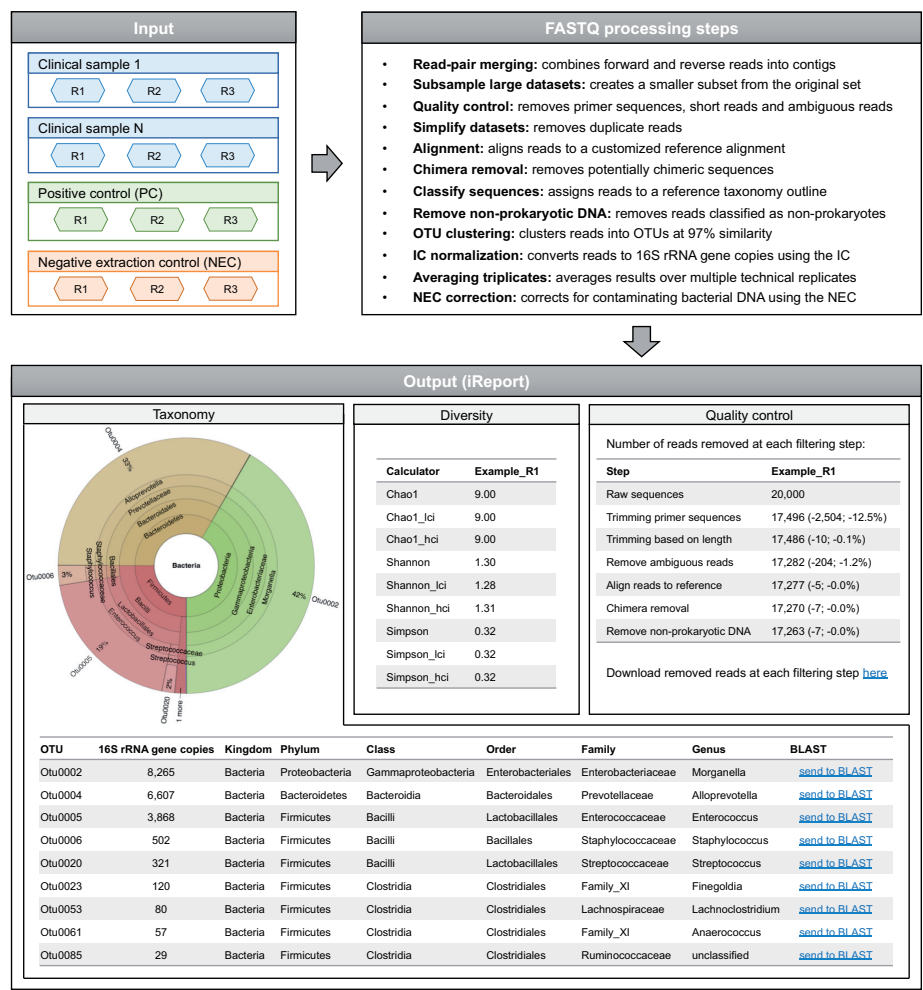 Input
Clinical sample 1
R1 R2 R3
Clinical sample N
R1 R2 R3
Positive control (PC)
R1 R2 R3
Negative extraction control (NEC)
R1 R2 R3
FASTQ processing steps
• Read-pair merging: combines forward and reverse reads into contigs
• Subsample large datasets: creates a smaller subset from the original set
• Quality control: removes primer sequences, short reads and ambiguous reads
• Simplify datasets: removes duplicate reads
• Alignment: aligns reads to a customized reference alignment
• Chimera removal: removes potentially chimeric sequences
• Classify sequences: assigns reads to a reference taxonomy outline
• Remove non-prokaryotic DNA: removes reads classified as non-prokaryotes
• OTU clustering: clusters reads into OTUs at 97% similarity
• IC normalization: converts reads to 16S rRNA gene copies using the IC
• Averaging triplicates: averages results over multiple technical replicates
• NEC correction: corrects for contaminating bacterial DNA using the NEC
Output (iReport)
Taxonomy
Otu0004
33%
Alloprevotella
Prevotellaceae
Bacteroidales
Bacteroidetes
Bacteria
Proteobacteria
Gammaproteobacteria
Enterobacteriaceae
Morganella
42% Otu0002
Otu0006 3%
Staphylococcus
Staphylococcaceae
Bacillales
Firmicutes
Bacilli
Lactobacillales
Enterococcus
19%
Otu0005
Streptococcaceae
Streptococcus
2%
Otu0020
1 more
Diversity
Calculator Example_R1
Chao1 9.00
Chao1_lci 9.00
Chao1_hci 9.00
Shannon 1.30
Shannon_lci 1.28
Shannon_hci 1.31
Simpson 0.32
Simpson_lci 0.32
Simpson_hci 0.32
Quality control
Number of reads removed at each filtering step:
Step Example_R1
Raw sequences 20,000
Trimming primer sequences 17,496 (-2,504; -12.5%)
Trimming based on length 17,486 (-10; -0.1%)
Remove ambiguous reads 17,282 (-204; -1.2%)
Align reads to reference 17,277 (-5; -0.0%)
Chimera removal 17,270 (-7; -0.0%)
Remove non-prokaryotic DNA 17,263 (-7; -0.0%)
Download removed reads at each filtering step here
OTU 16S rRNA gene copies Kingdom Phylum Class Order Family Genus BLAST
Otu0002 8,265 Bacteria Proteobacteria Gammaproteobacteria Enterobacteriales Enterobacteriaceae Morganella send to BLAST
Otu0004 6,607 Bacteria Bacteroidetes Bacteroidia Bacteroidales Prevotellaceae Alloprevotella send to BLAST
Otu0005 3,868 Bacteria Firmicutes Bacilli Lactobacillales Enterococcaceae Enterococcus send to BLAST
Otu0006 502 Bacteria Firmicutes Bacilli Bacillales Staphylococcaceae Staphylococcus send to BLAST
Otu0020 321 Bacteria Firmicutes Bacilli Lactobacillales Streptococcaceae Streptococcus send to BLAST
Otu0023 120 Bacteria Firmicutes Clostridia Clostridiales Family_XI Finegoldia send to BLAST
Otu0053 80 Bacteria Firmicutes Clostridia Clostridiales Lachnospiraceae Lachnoclostridium send to BLAST
Otu0061 57 Bacteria Firmicutes Clostridia Clostridiales Family_XI Anaerococcus send to BLAST
Otu0085 29 Bacteria Firmicutes Clostridia Clostridiales Ruminococcaceae unclassified send to BLAST